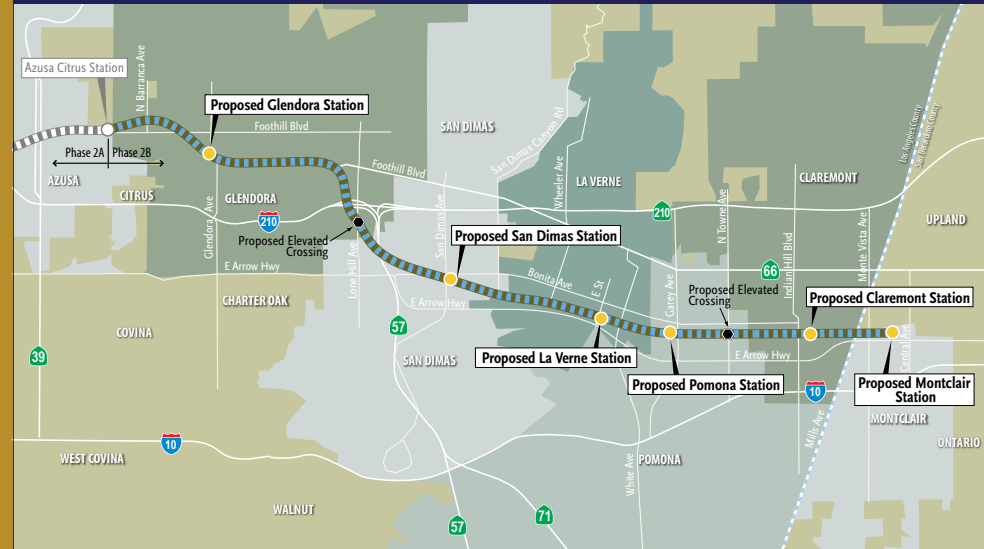 Azusa Citrus Station
N Barranca Ave
Proposed Glendora Station
Foothill Blvd
SAN DIMAS
San Dimas Canyon Rd
Los Angeles County
San Bernardino County
Phase 2A
Phase 2B
Foothill Blvd
Wheeler Ave
AZUSA
CITRUS
GLENDORA
LA VERNE
CLAREMONT
210
210
Glendora Ave
San Dimas Ave
N Towne Ave
Monte Vista Ave
UPLAND
Proposed Elevated
Crossing
Lone Hill Ave
Proposed San Dimas Station
Indian Hill Blvd
E Arrow Hwy
Bonita Ave
66
E St
Garey Ave
Proposed Elevated
Crossing
Proposed Claremont Station
CHARTER OAK
E Arrow Hwy
COVINA
57
39
SAN DIMAS
Proposed La Verne Station
E Arrow Hwy
Central Ave
Proposed Pomona Station
10
Proposed Montclair
Station
MONTCLAIR
Mills Ave
10
ONTARIO
WEST COVINA
POMONA
White Ave
WALNUT
57
71